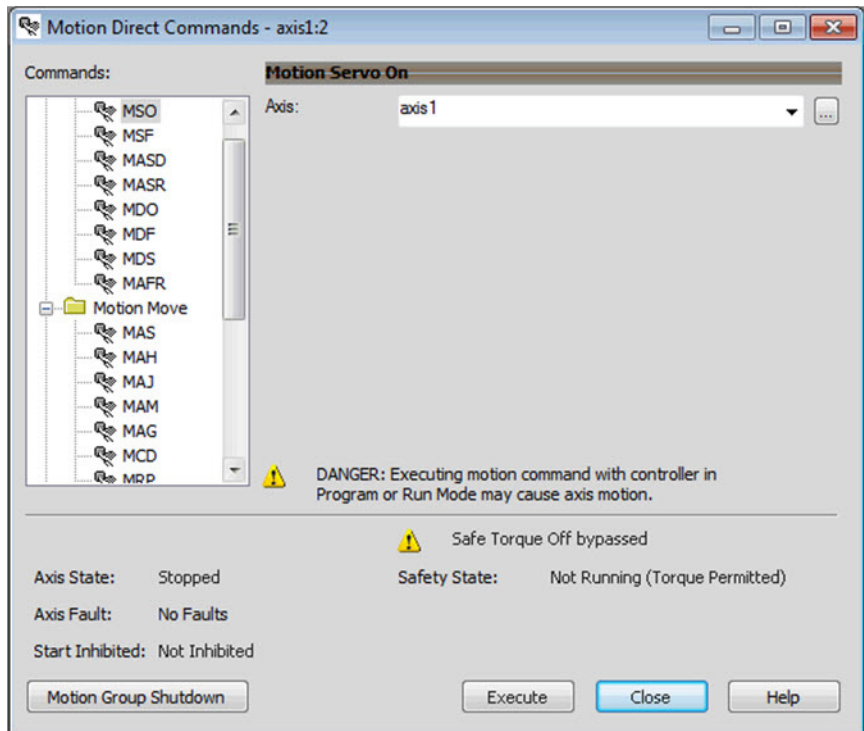 Motion Direct Commands - axis1:2
Commands:
MSO
MSF
MASD
MASR
MDO
MDF
MDS
MAFR
Motion Move
MAS
MAH
MAJ
MAM
MAG
MCD
MRP
Motion Servo On
Axis: axis1 ...
DANGER: Executing motion command with controller in
Program or Run Mode may cause axis motion.
Safe Torque Off bypassed
Axis State: Stopped Safety State: Not Running (Torque Permitted)
Axis Fault: No Faults
Start Inhibited: Not Inhibited
Motion Group Shutdown Execute Close Help